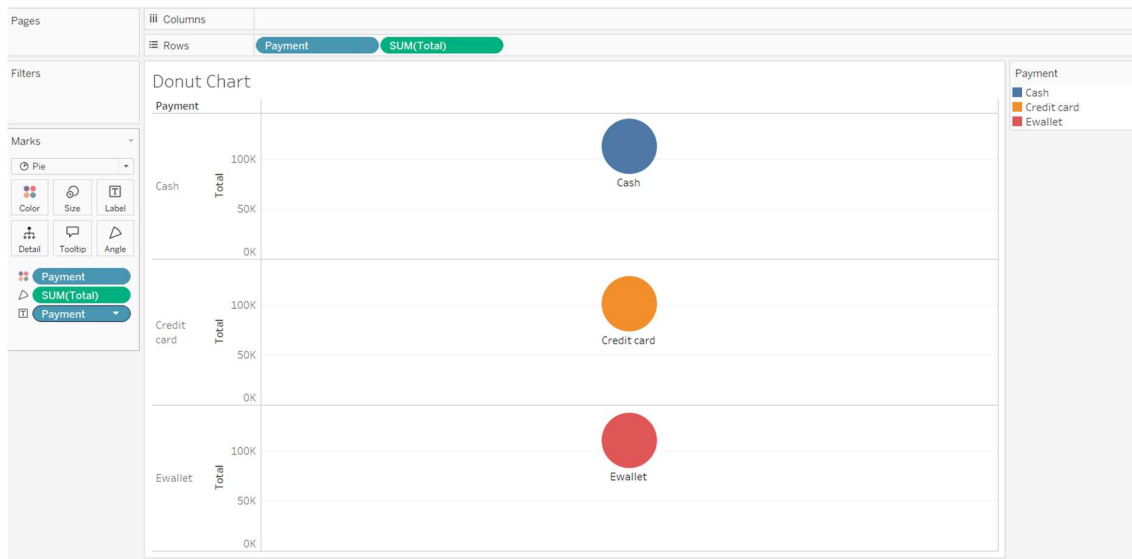 Pages
Columns
Rows
Payment
SUM(Total)
Filters
Marks
Pie
Color
Size
Label
Detail
Tooltip
Angle
Payment
SUM(Total)
Payment
Donut Chart
Payment
Cash
Total
100K
50K
0K
Cash
Credit
card
Total
100K
50K
0K
Credit card
Ewallet
Total
100K
50K
0K
Ewallet
Payment
Cash
Credit card
Ewallet